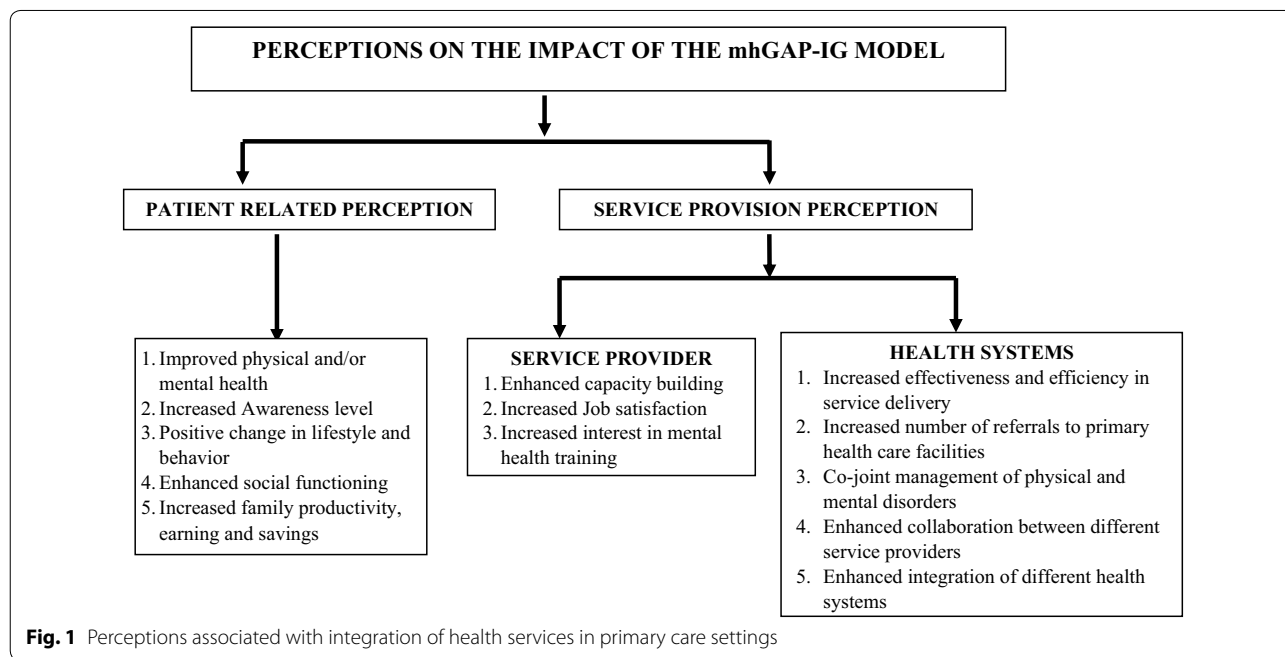 PERCEPTIONS ON THE IMPACT OF THE mhGAP-IG MODEL
PATIENT RELATED PERCEPTION
SERVICE PROVISION PERCEPTION
1. Improved physical and/or
mental health
2. Increased Awareness level
3. Positive change in lifestyle and
behavior
4. Enhanced social functioning
5. Increased family productivity,
earning and savings
SERVICE PROVIDER
1. Enhanced capacity building
2. Increased Job satisfaction
3. Increased interest in mental
health training
HEALTH SYSTEMS
1. Increased effectiveness and efficiency in
service delivery
2. Increased number of referrals to primary
health care facilities
3. Co-joint management of physical and
mental disorders
4. Enhanced collaboration between different
service providers
5. Enhanced integration of different health
systems
Fig. 1 Perceptions associated with integration of health services in primary care settings